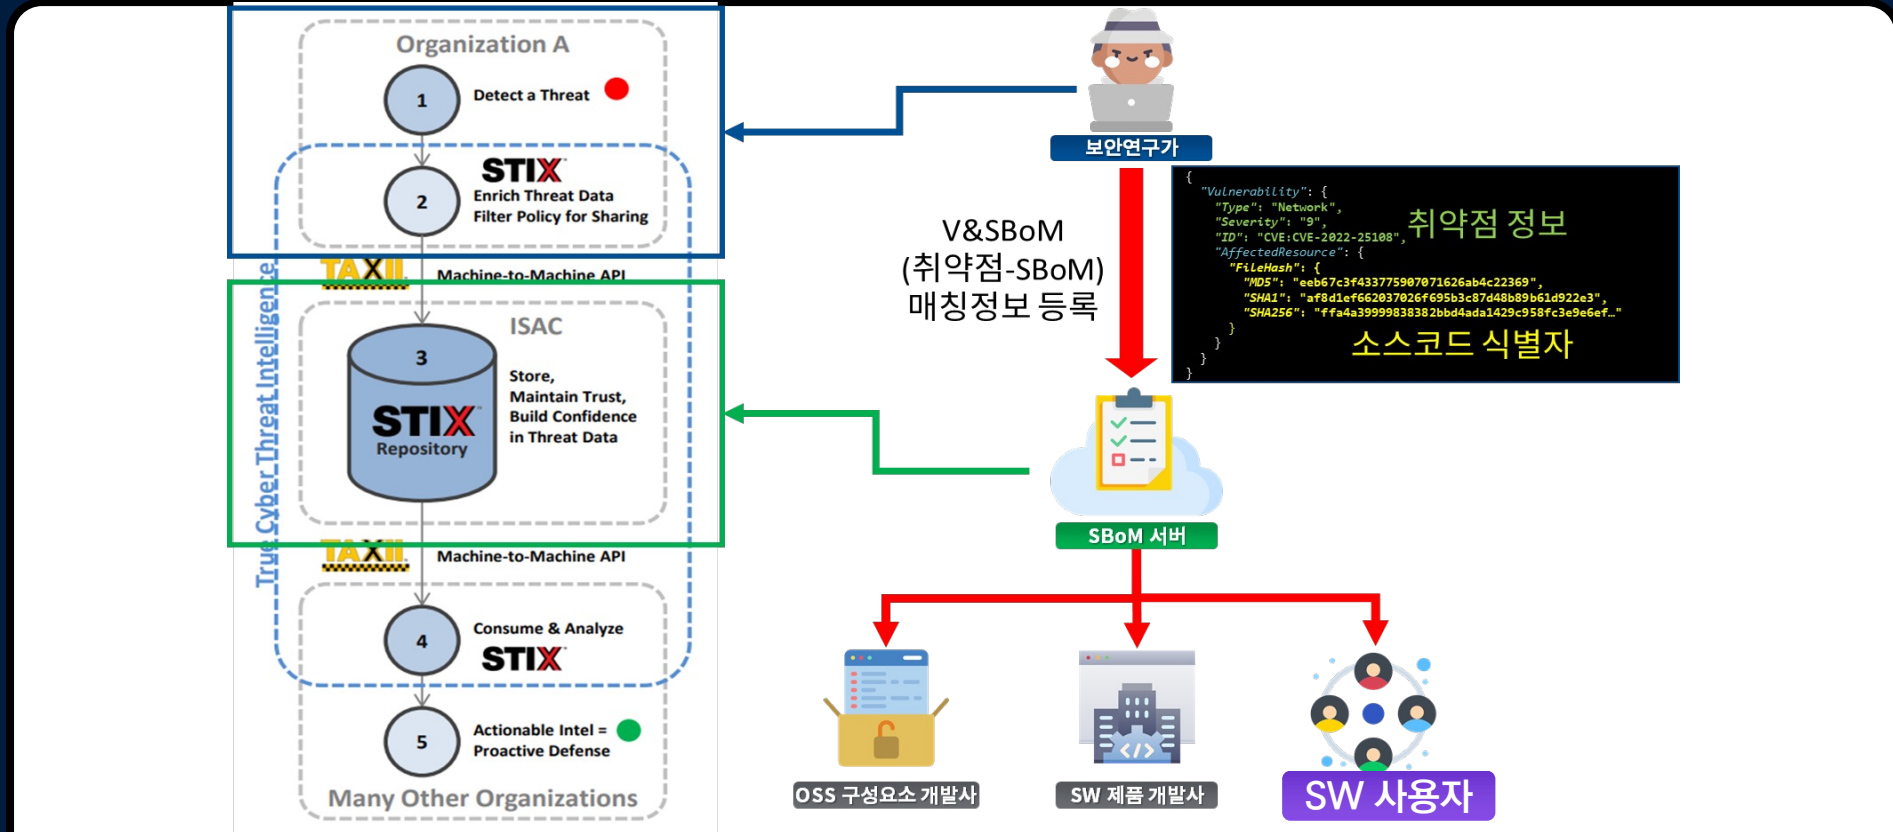 Organization A
1
Detect a Threat
STIX
2
Enrich Threat Data
Filter Policy for Sharing
TAXII
Machine-to-Machine API
True Cyber Threat Intelligence
ISAC
3
STIX
Repository
Store,
Maintain Trust,
Build Confidence
in Threat Data
TAXII
Machine-to-Machine API
4
Consume & Analyze
STIX
5
Actionable Intel =
Proactive Defense
Many Other Organizations
보안연구가
V&SBoM
(취약점-SBoM)
매칭정보 등록
{
"Vulnerability": {
"Type": "Network",
"Severity": "9",
"ID": "CVE:CVE-2022-25108",
취약점 정보
"AffectedResource": {
"FileHash": {
"MD5": "eeb67c3f433775907071626ab4c22369",
"SHA1": "af8d1ef662037026f695b3c87d48b89b61d922e3",
"SHA256": "ffa4a39999838382bbd4ada1429c958fc3e9e6ef…"
}
소스코드 식별자
}
}
}
SBoM 서버
OSS 구성요소 개발사
SW 제품 개발사
</>
SW 사용자